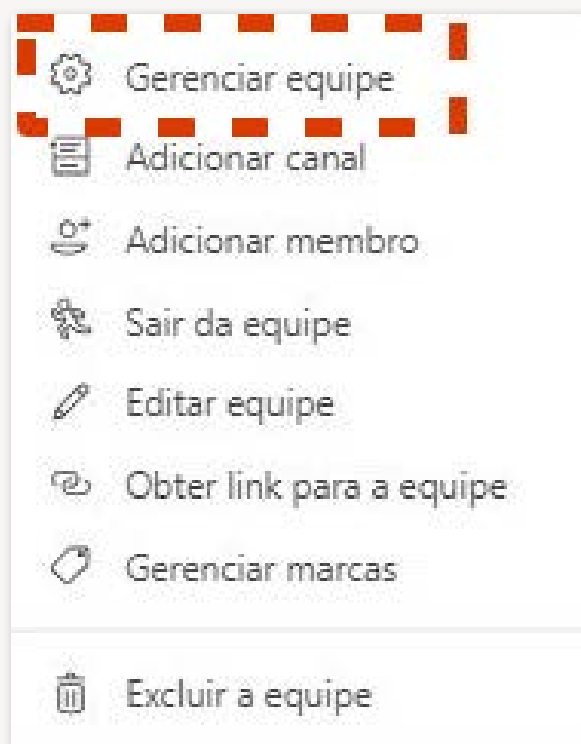 Gerenciar equipe
Adicionar canal
Adicionar membro
Sair da equipe
Editar equipe
Obter link para a equipe
Gerenciar marcas
Excluir a equipe